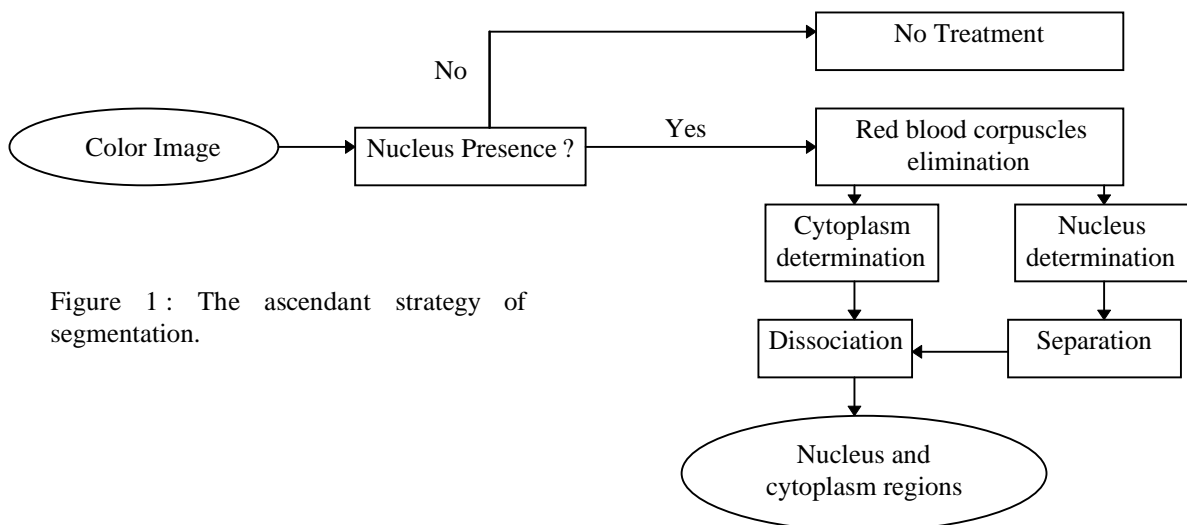 No Treatment
No
Color Image
Nucleus Presence ?
Yes
Red blood corpuscles
elimination
Cytoplasm
determination
Nucleus
determination
Figure 1 : The ascendant strategy of
segmentation.
Dissociation
Separation
Nucleus and
cytoplasm regions